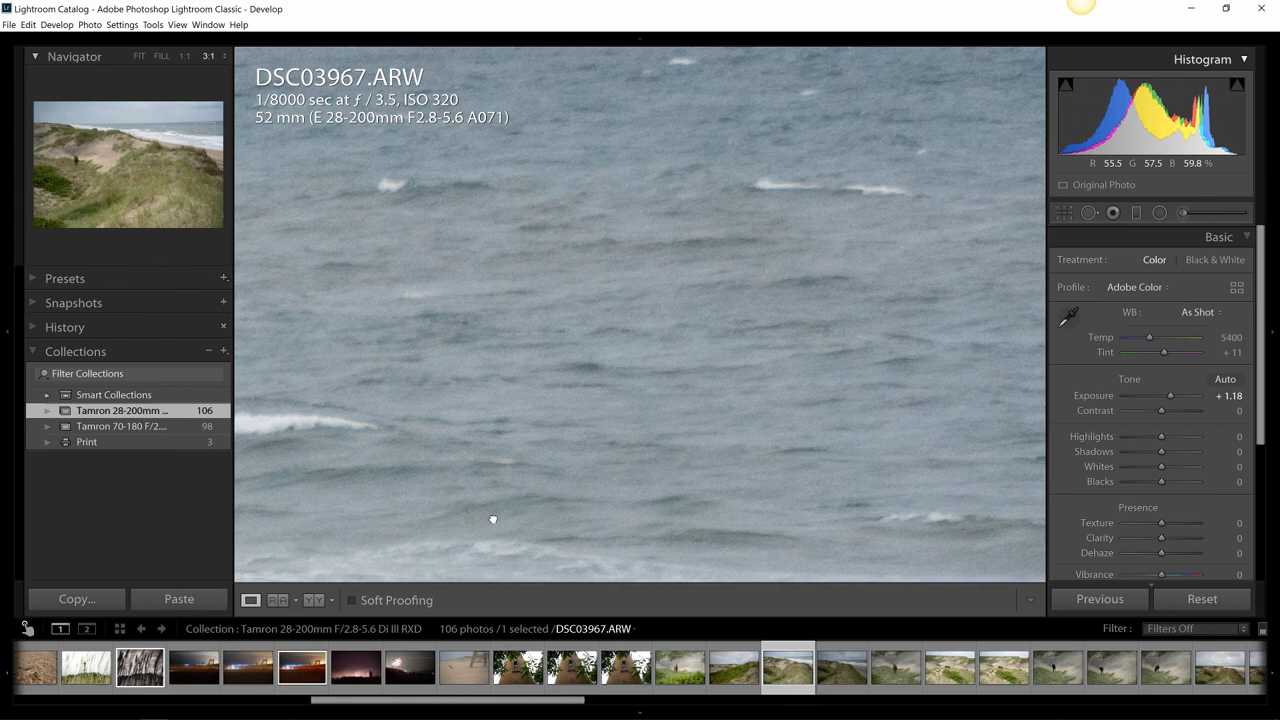 Lightroom Catalog - Adobe Photoshop Lightroom Classic - Develop
File Edit Develop Photo Settings Tools View Window Help
Navigator FIT FILL 1:1 3:1
Histogram
DSC03967.ARW
1/8000 sec at ƒ / 3.5, ISO 320
52 mm (E 28-200mm F2.8-5.6 A071)
R 55.5 G 57.5 B 59.8 %
Original Photo
Basic
Treatment : Color Black & White
Profile : Adobe Color
WB : As Shot
Temp 5400
Tint + 11
Tone Auto
Exposure + 1.18
Contrast 0
Highlights 0
Shadows 0
Whites 0
Blacks 0
Presence
Texture 0
Clarity 0
Dehaze 0
Vibrance 0
Presets
Snapshots
History
Collections
Filter Collections
Smart Collections
Tamron 28-200mm ... 106
Tamron 70-180 F/2.... 98
Print 3
Copy... Paste
Soft Proofing
Previous Reset
1 2 Collection : Tamron 28-200mm F/2.8-5.6 Di III RXD 106 photos /1 selected /DSC03967.ARW
Filter : Filters Off